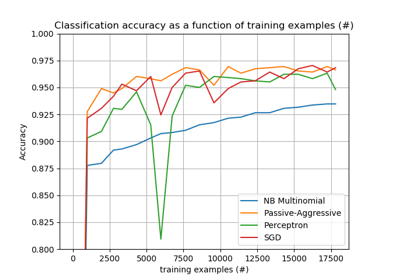 Classification accuracy as a function of training examples (#)
1.000
0.975
0.950
0.925
0.900
0.875
0.850
0.825
0.800
Accuracy
NB Multinomial
Passive-Aggressive
Perceptron
SGD
0 2500 5000 7500 10000 12500 15000 17500
training examples (#)